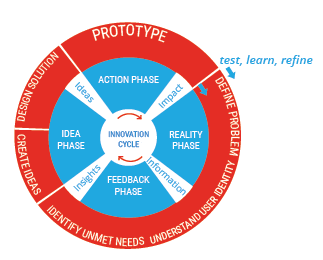 PROTOTYPE
test, learn, refine
DESIGN SOLUTION
ACTION PHASE
Ideas
Impact
DEFINE PROBLEM
IDEA
PHASE
INNOVATION
CYCLE
REALITY
PHASE
CREATE IDEAS
Insights
Information
FEEDBACK
PHASE
IDENTIFY UNMET NEEDS
UNDERSTAND USER IDENTITY